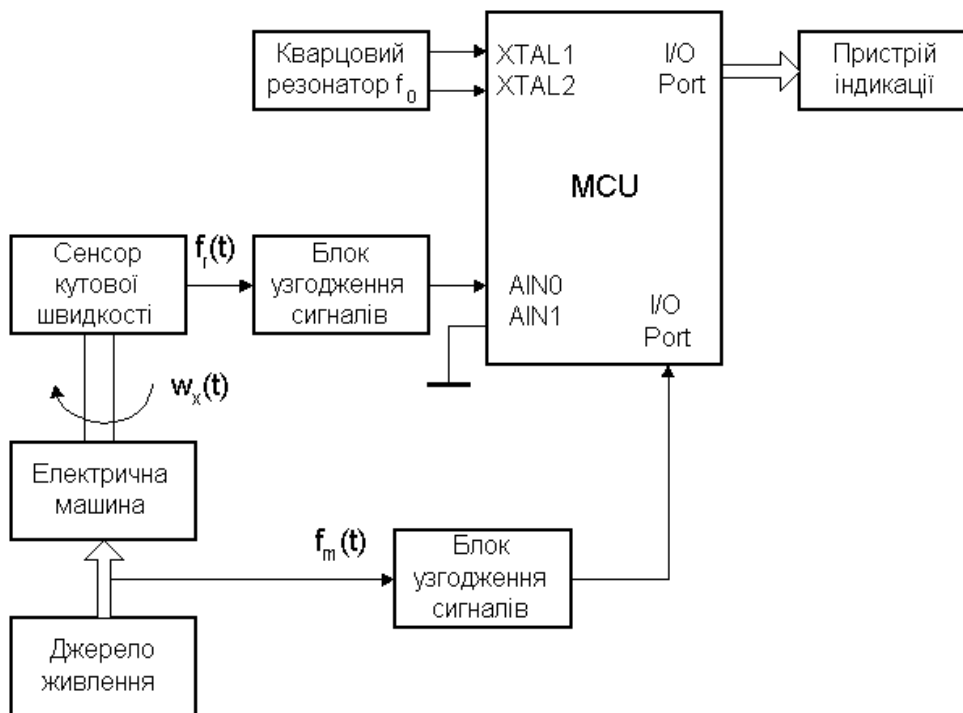 Кварцовий
резонатор f0
XTAL1
XTAL2
I/O
Port
Пристрій
індикації
MCU
Сенсор
кутової
швидкості
fr(t)
Блок
узгодження
сигналів
AIN0
AIN1
I/O
Port
wx(t)
Електрична
машина
fm(t)
Блок
узгодження
сигналів
Джерело
живлення